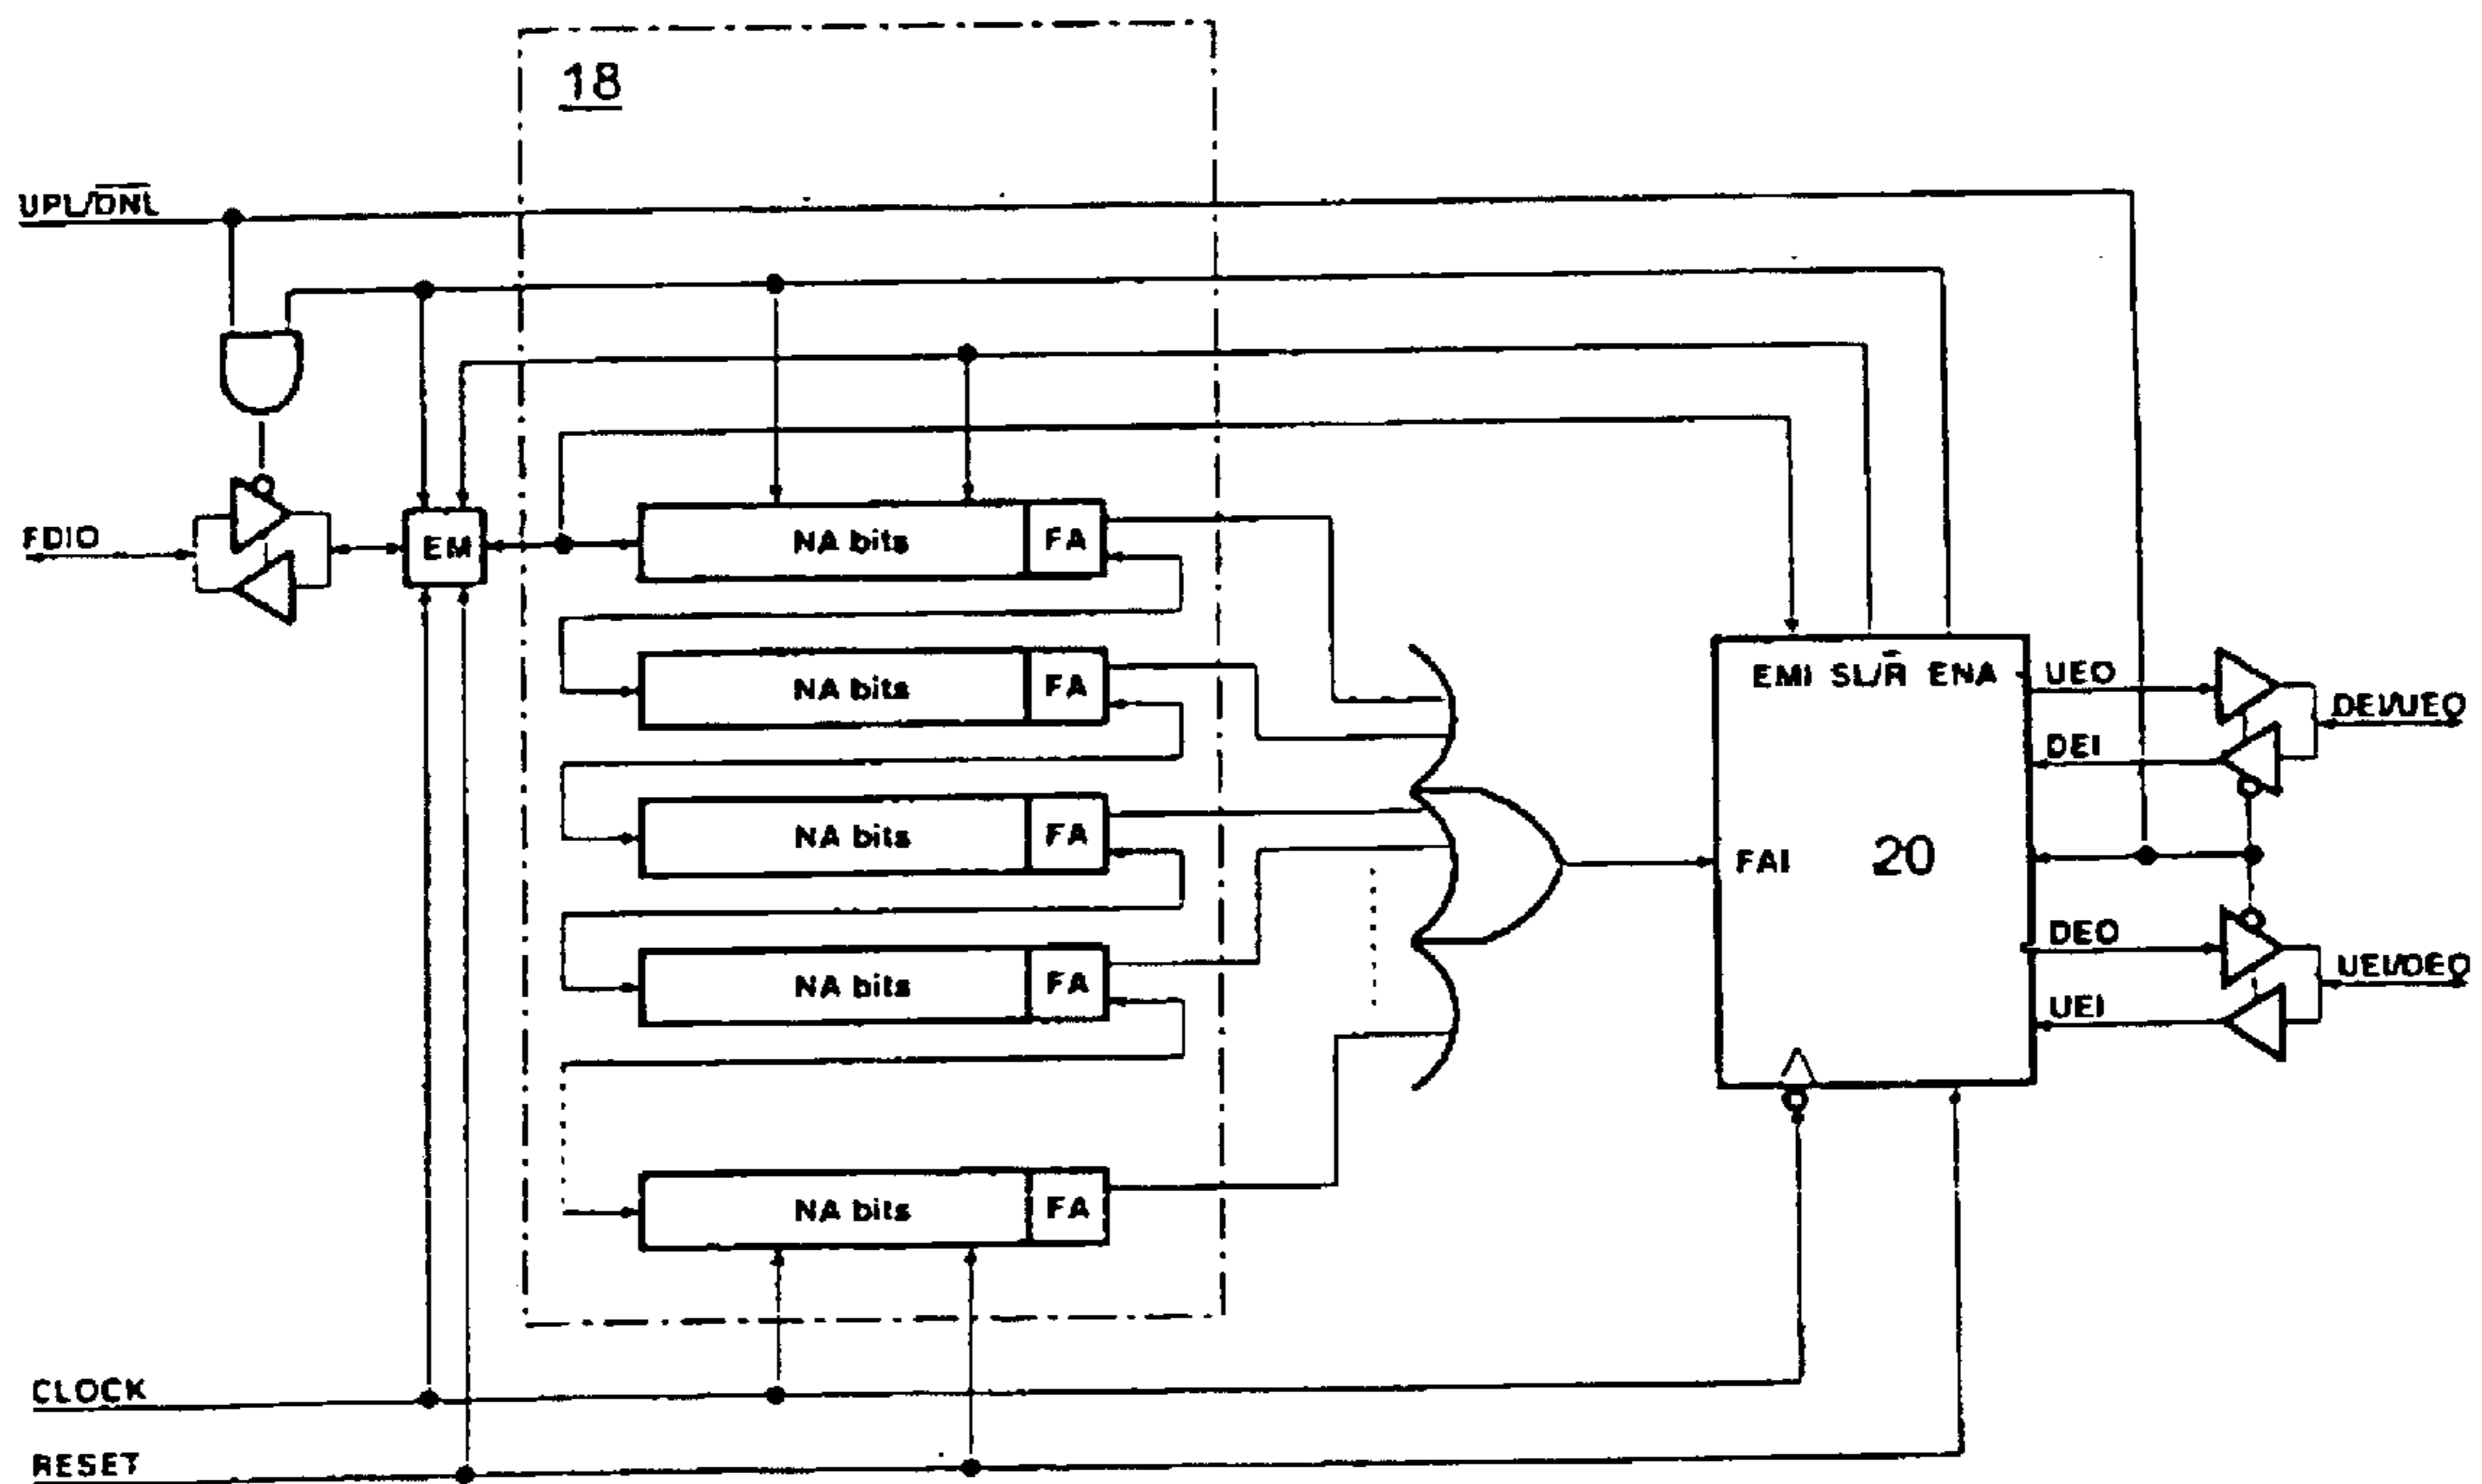 18
UPL/DNL
FDIO
EM
NA bits FA
NA bits FA
NA bits FA
NA bits FA
NA bits FA
EMI SL/R ENA
FAI
20
UEO
DEI
DEO
UEI
DEI/UEO
UEI/DEO
CLOCK
RESET